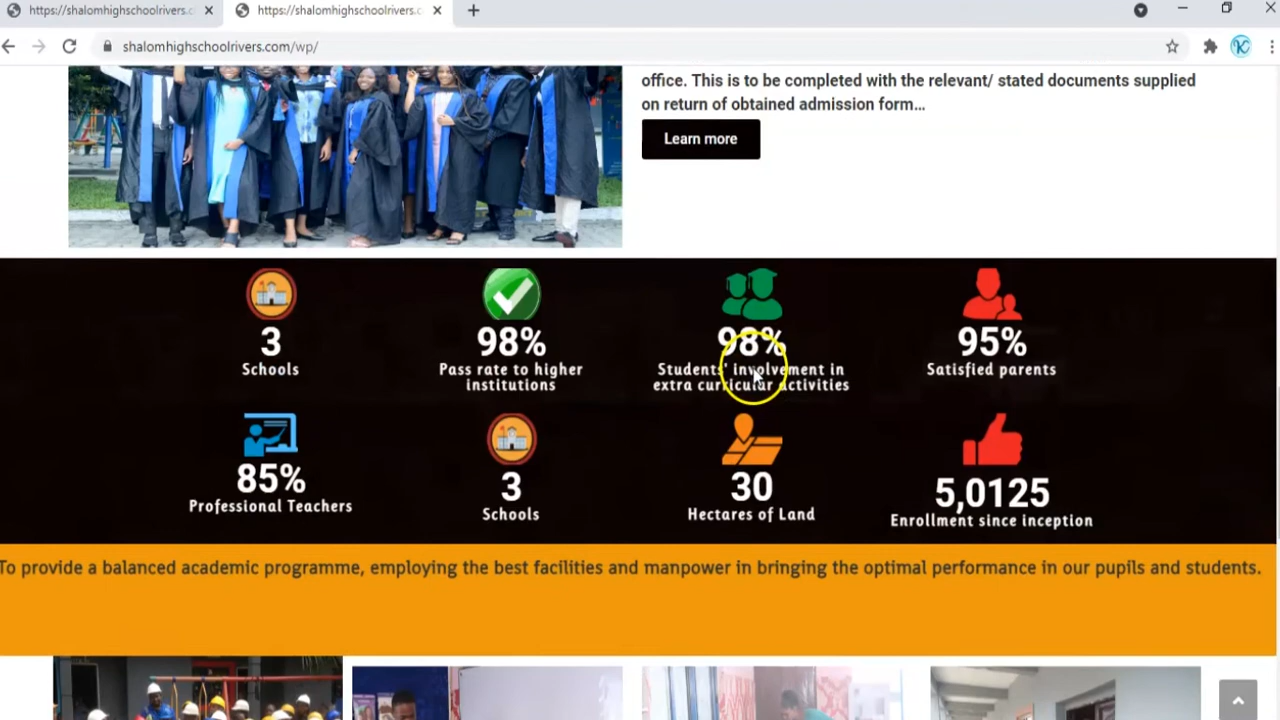 https://shalomhighschoolrivers.c
https://shalomhighschoolrivers.c
shalomhighschoolrivers.com/wp/
office. This is to be completed with the relevant/ stated documents supplied
on return of obtained admission form...
Learn more
3
Schools
98%
Pass rate to higher
institutions
98%
Students' involvement in
extra curricular activities
95%
Satisfied parents
85%
Professional Teachers
3
Schools
30
Hectares of Land
5,0125
Enrollment since inception
To provide a balanced academic programme, employing the best facilities and manpower in bringing the optimal performance in our pupils and students.